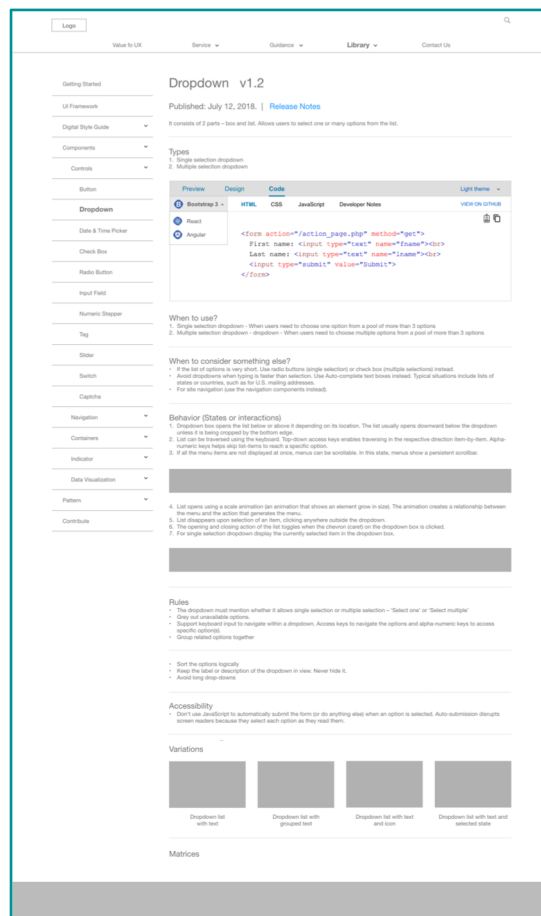 Logo
Value to UX
Service
Guidance
Library
Contact Us
Getting Started
UI Framework
Digital Style Guide
Components
Controls
Button
Dropdown
Date & Time Picker
Check Box
Radio Button
Input Field
Numeric Stepper
Tag
Slider
Switch
Captcha
Navigation
Containers
Indicator
Data Visualization
Pattern
Contribute
Dropdown v1.2
Published: July 12, 2018. | Release Notes
It consists of 2 parts – box and list. Allows users to select one or many options from the list.
Types
1. Single selection dropdown
2. Multiple selection dropdown
Preview Design Code Light theme
B Bootstrap 3 HTML CSS JavaScript Developer Notes VIEW ON GITHUB
React
Angular
<form action="/action_page.php" method="get">
First name: <input type="text" name="fname"><br>
Last name: <input type="text" name="lname"><br>
<input type="submit" value="Submit">
</form>
When to use?
1. Single selection dropdown - When users need to choose one option from a pool of more than 3 options
2. Multiple selection dropdown - dropdown - When users need to choose multiple options from a pool of more than 3 options
When to consider something else?
• If the list of options is very short. Use radio buttons (single selection) or check box (multiple selections) instead.
• Avoid dropdowns when typing is faster than selection. Use Auto-complete text boxes instead. Typical situations include lists of
states or countries, such as for U.S. mailing addresses.
• For site navigation (use the navigation components instead).
Behavior (States or interactions)
1. Dropdown box opens the list below or above it depending on its location. The list usually opens downward below the dropdown
unless it is being cropped by the bottom edge.
2. List can be traversed using the keyboard. Top-down access keys enables traversing in the respective direction item-by-item. Alpha-
numeric keys helps skip list-items to reach a specific option.
3. If all the menu items are not displayed at once, menus can be scrollable. In this state, menus show a persistent scrollbar.
4. List opens using a scale animation (an animation that shows an element grow in size). The animation creates a relationship between
the menu and the action that generates the menu.
5. List disappears upon selection of an item, clicking anywhere outside the dropdown.
6. The opening and closing action of the list toggles when the chevron (caret) on the dropdown box is clicked.
7. For single selection dropdown display the currently selected item in the dropdown box.
Rules
• The dropdown must mention whether it allows single selection or multiple selection – 'Select one' or 'Select multiple'
• Grey out unavailable options.
• Support keyboard input to navigate within a dropdown. Access keys to navigate the options and alpha-numeric keys to access
specific option(s).
• Group related options together
• Sort the options logically
• Keep the label or description of the dropdown in view. Never hide it.
• Avoid long drop-downs
Accessibility
• Don't use JavaScript to automatically submit the form (or do anything else) when an option is selected. Auto-submission disrupts
screen readers because they select each option as they read them.
Variations
Dropdown list
with text
Dropdown list with
grouped text
Dropdown list with text
and icon
Dropdown list with text and
selected state
Matrices